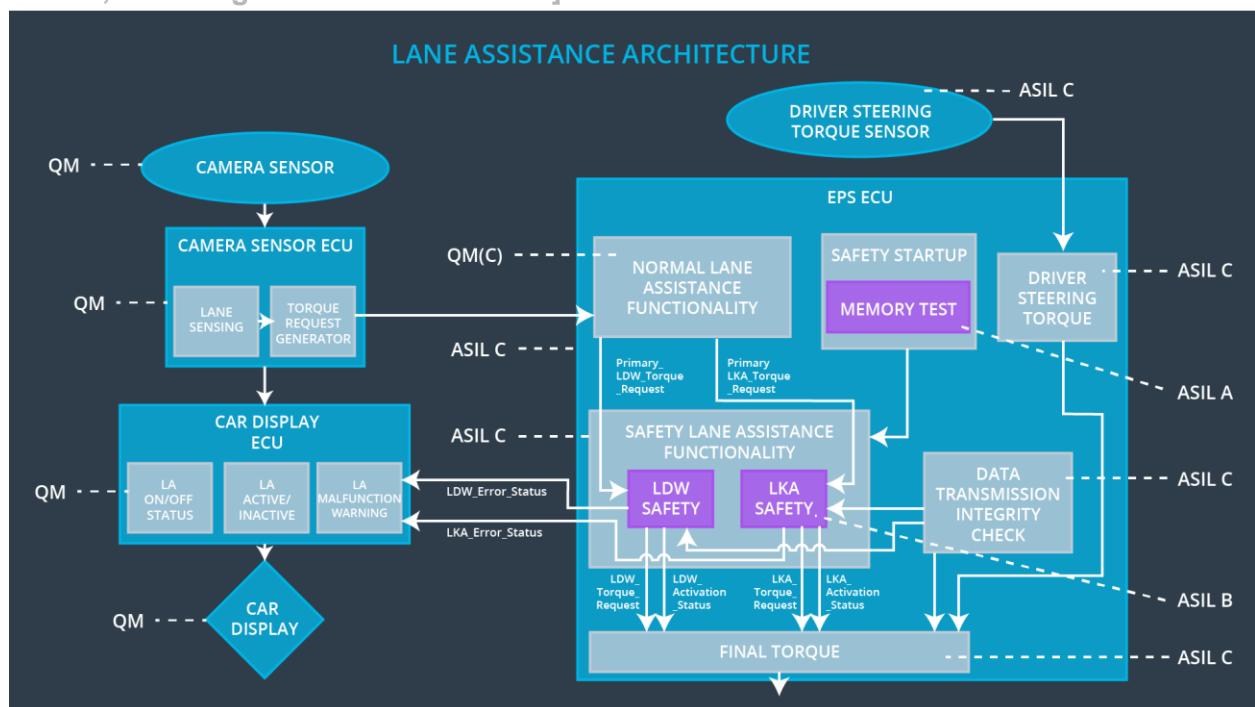 LANE ASSISTANCE ARCHITECTURE
ASIL C
DRIVER STEERING
TORQUE SENSOR
QM
CAMERA SENSOR
EPS ECU
CAMERA SENSOR ECU
QM
LANE
SENSING
TORQUE
REQUEST
GENERATOR
QM(C)
NORMAL LANE
ASSISTANCE
FUNCTIONALITY
SAFETY STARTUP
MEMORY TEST
DRIVER
STEERING
TORQUE
ASIL C
ASIL C
ASIL A
Primary_
LDW_Torque
_Request
Primary
LKA_Torque
_Request
CAR DISPLAY
ECU
QM
LA
ON/OFF
STATUS
LA
ACTIVE/
INACTIVE
LA
MALFUNCTION
WARNING
ASIL C
SAFETY LANE ASSISTANCE
FUNCTIONALITY
LDW_Error_Status
LKA_Error_Status
LDW
SAFETY
LKA
SAFETY
DATA
TRANSMISSION
INTEGRITY
CHECK
ASIL C
LDW_
Torque_
Request
LDW_
Activation
_Status
LKA_
Torque_
Request
LKA_
Activation
_Status
ASIL B
QM
CAR
DISPLAY
FINAL TORQUE
ASIL C